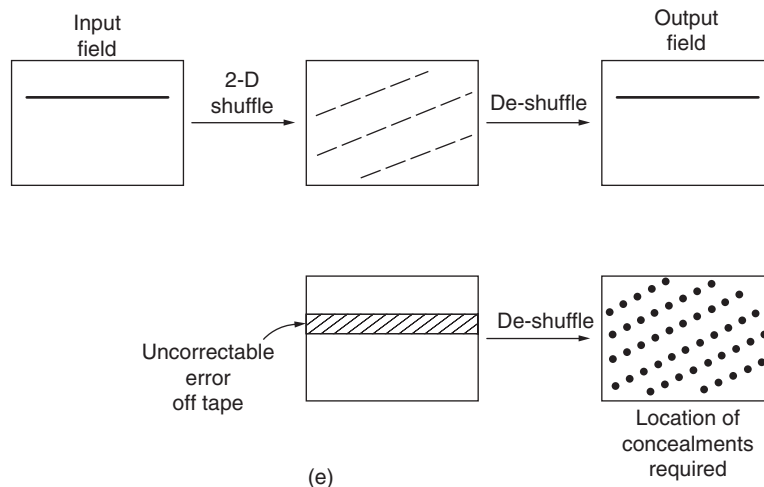 Input
field
2-D
shuffle
De-shuffle
Output
field
Uncorrectable
error
off tape
De-shuffle
Location of
concealments
required
(e)